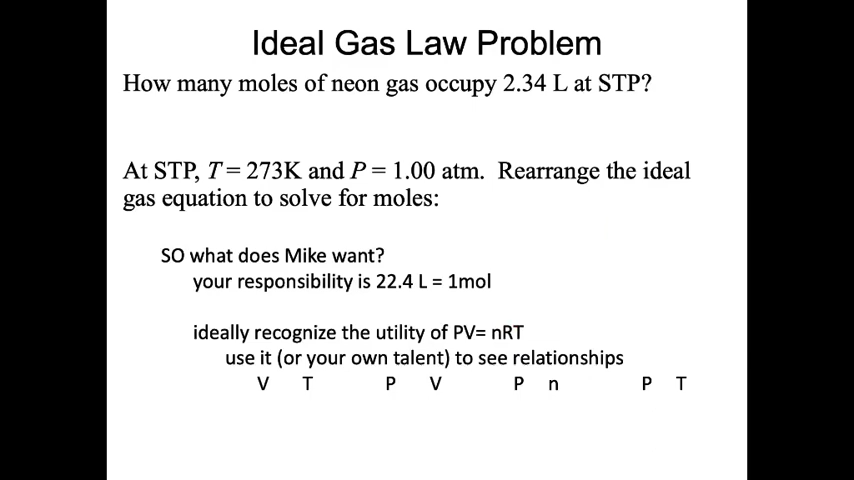 Ideal Gas Law Problem
How many moles of neon gas occupy 2.34 L at STP?
At STP, T = 273K and P = 1.00 atm. Rearrange the ideal
gas equation to solve for moles:
SO what does Mike want?
your responsibility is 22.4 L = 1mol
ideally recognize the utility of PV= nRT
use it (or your own talent) to see relationships
V T P V P n P T